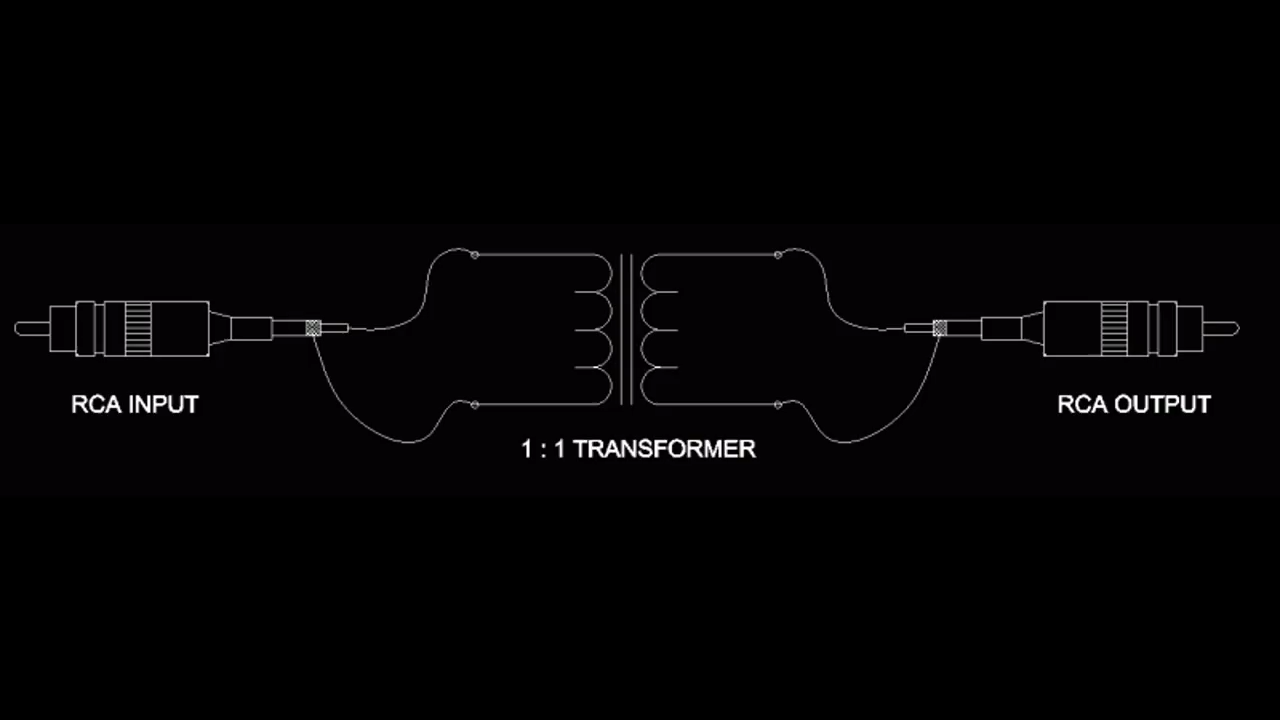 RCA INPUT
RCA OUTPUT
1 : 1 TRANSFORMER